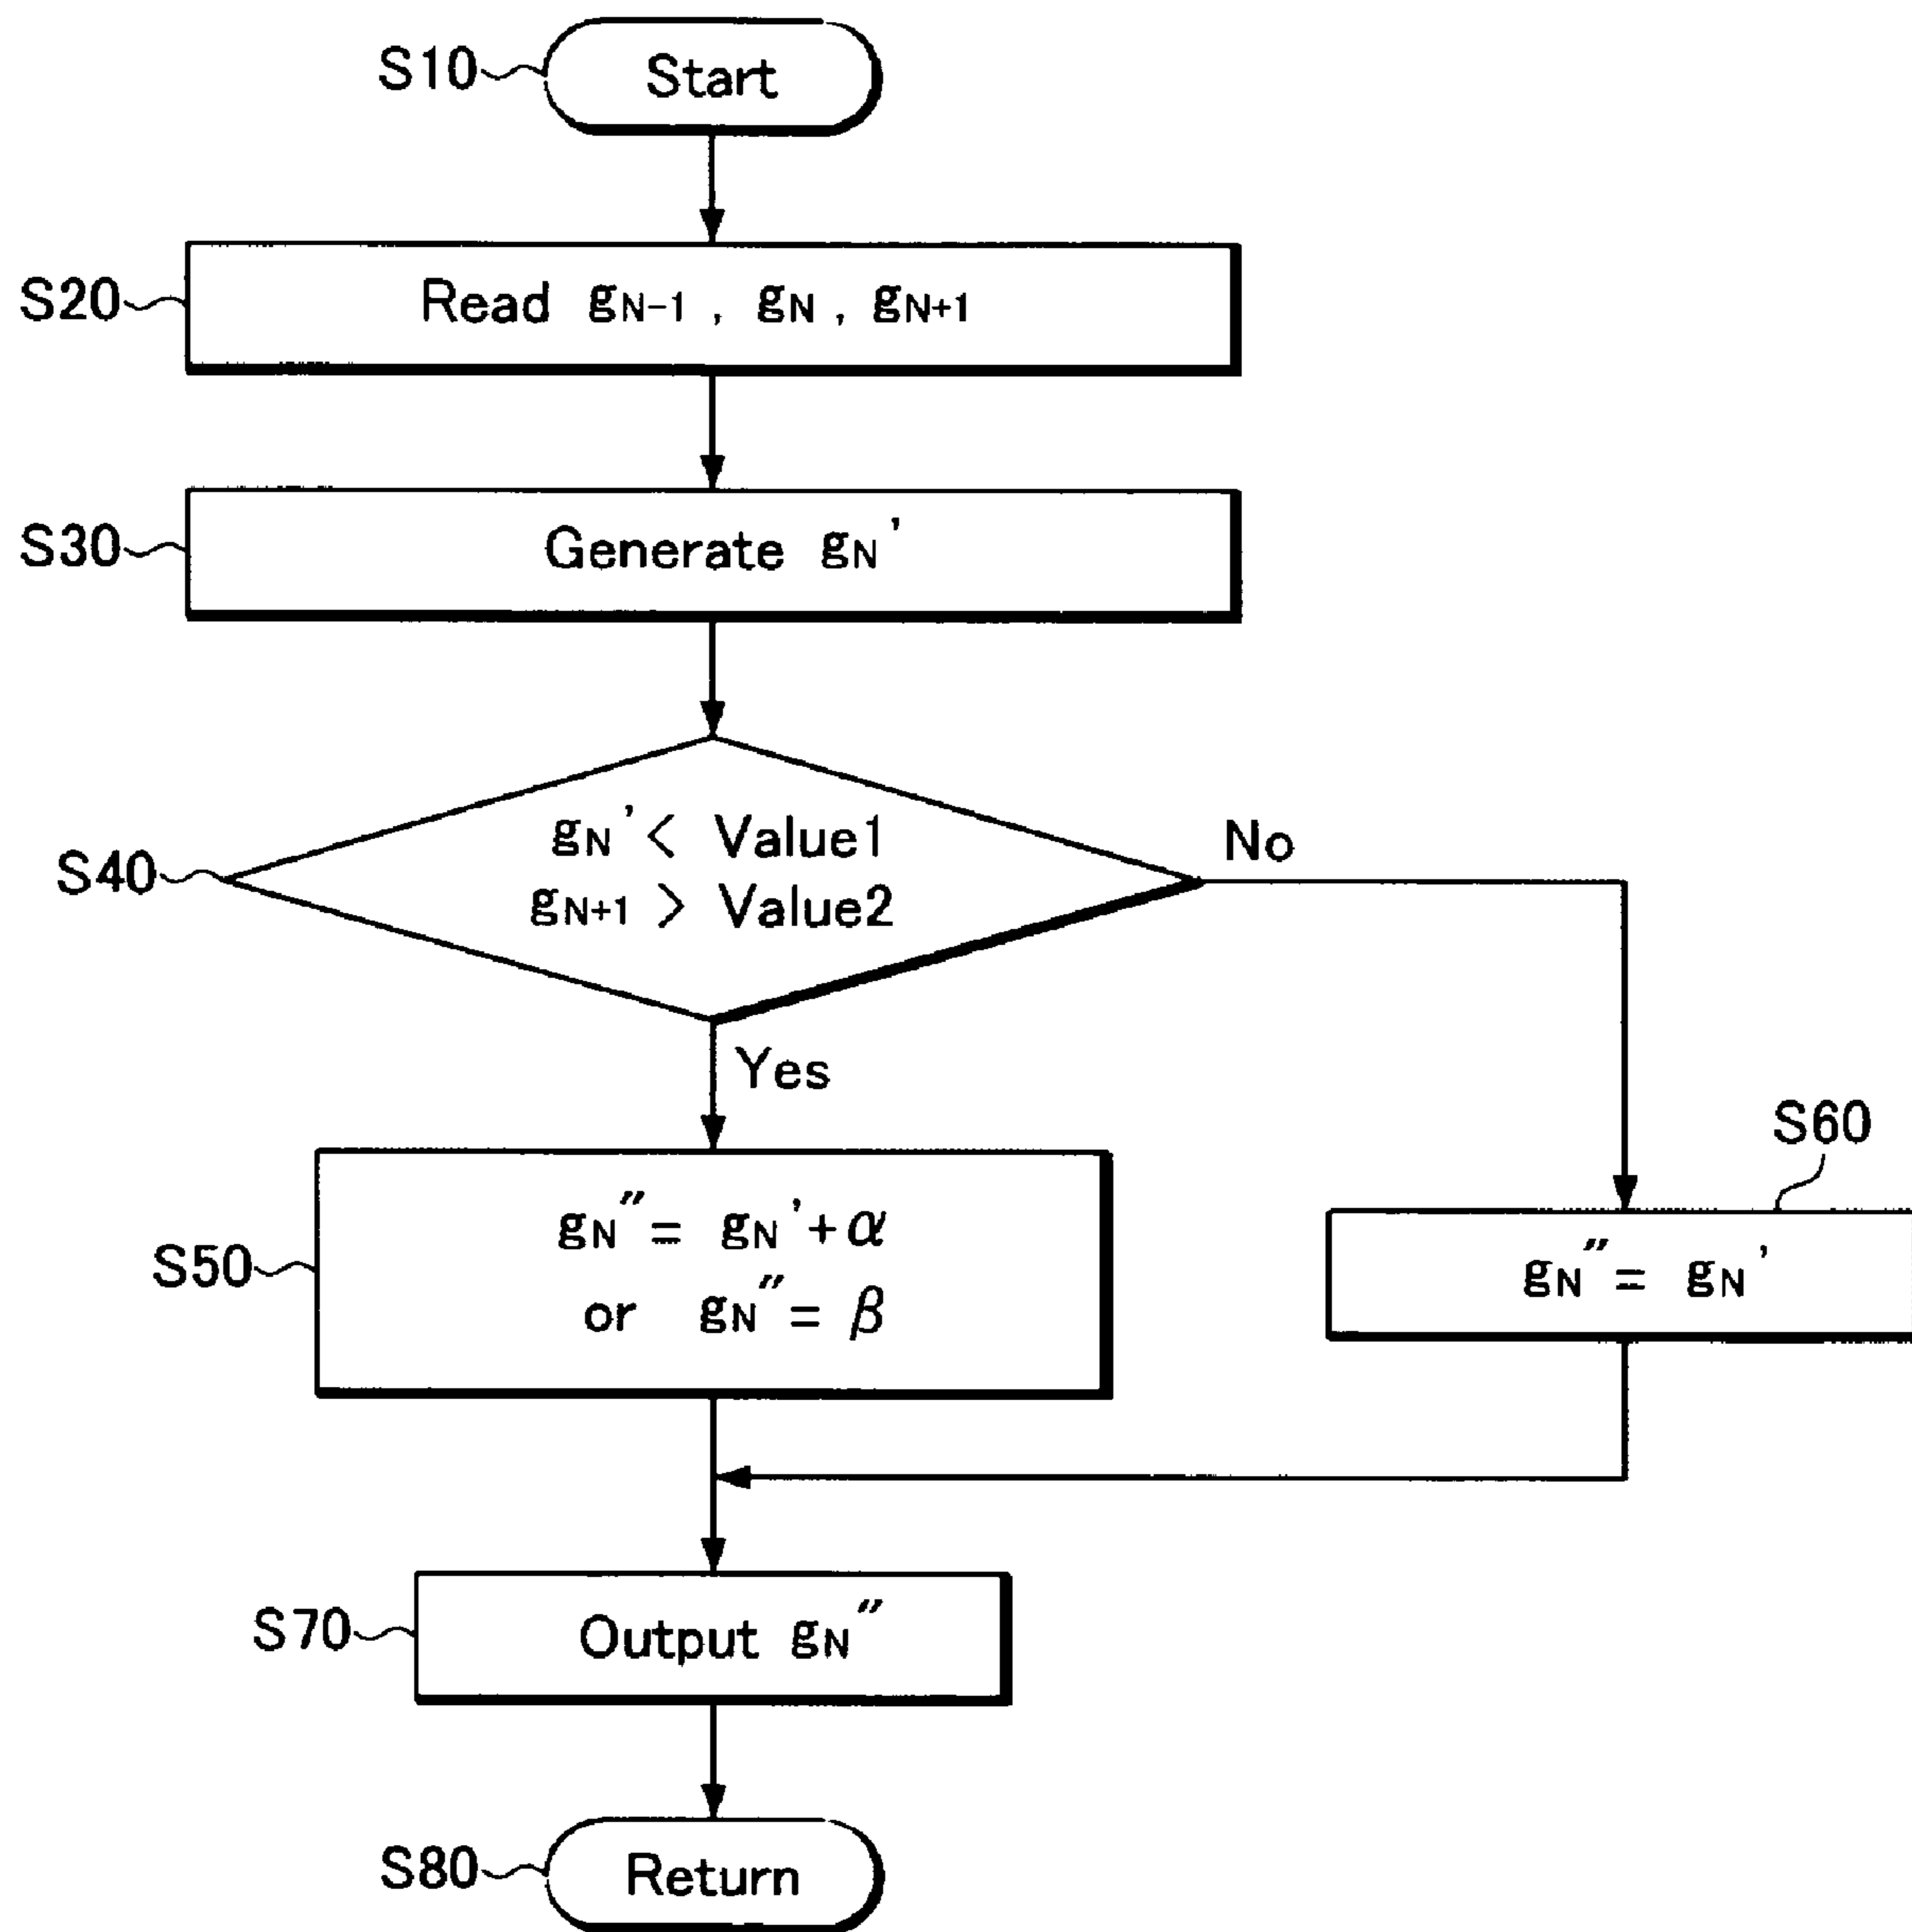 S10 Start
S20 Read gN-1 , gN , gN+1
S30 Generate gN'
gN' < Value1
S40
gN+1 > Value2
No
Yes
S60
gN" = gN' + α
S50
or gN" = β
gN" = gN'
S70 Output gN"
S80 Return